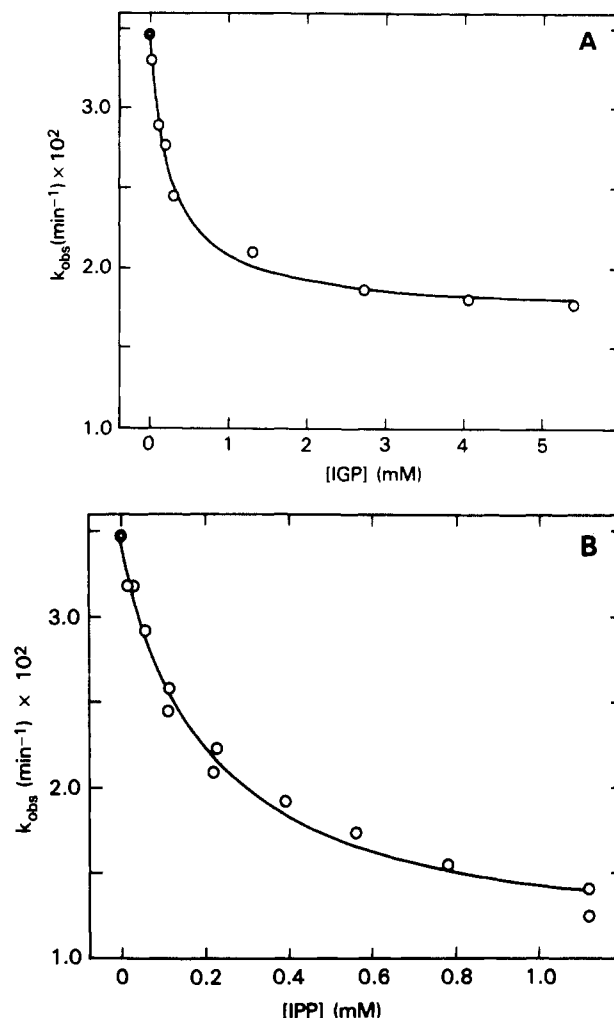 A
3.0
2.0
1.0
k_obs(min⁻¹) × 10²
0 1 2 3 4 5
[IGP] (mM)
B
3.0
2.0
1.0
k_obs (min⁻¹) × 10²
0 0.2 0.4 0.6 0.8 1.0
[IPP] (mM)